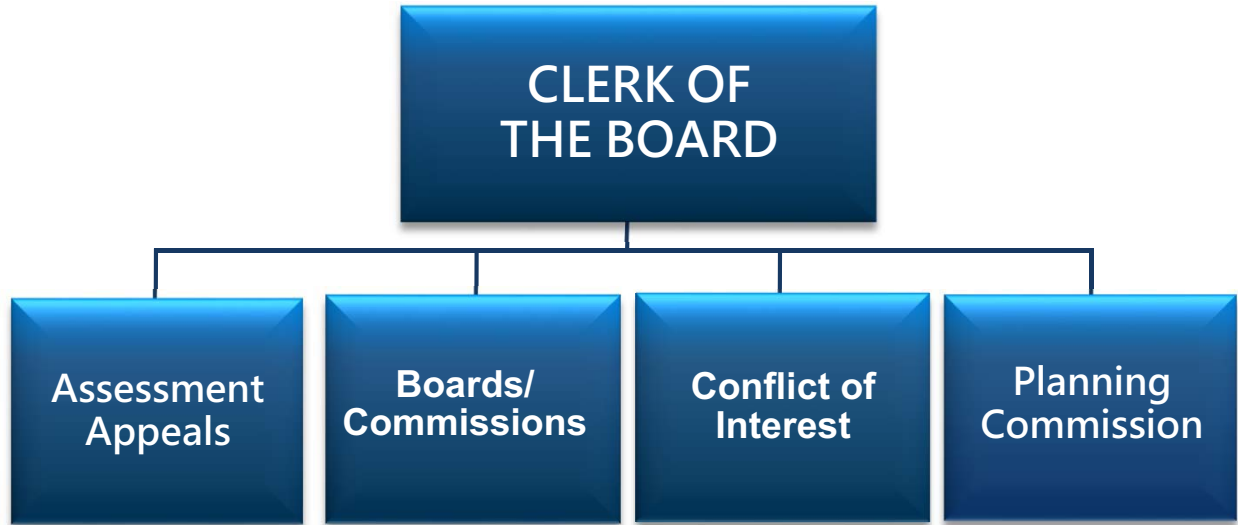 CLERK OF
THE BOARD
Assessment
Appeals
Boards/
Commissions
Conflict of
Interest
Planning
Commission